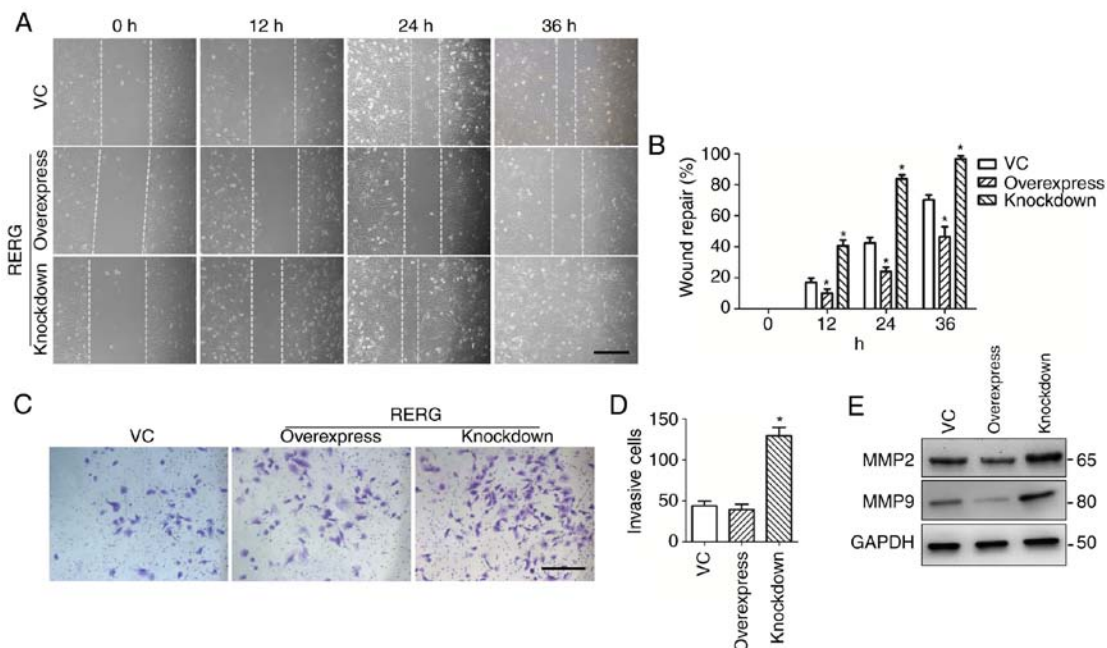 A
0 h 12 h 24 h 36 h
VC
RERG
Overexpress
Knockdown
B
Wound repair (%)
100
80
60
40
20
0 12 24 36
h
VC
Overexpress
Knockdown
* * * * * *
C
RERG
VC Overexpress Knockdown
D
Invasive cells
150
100
50
0
*
VC
Overexpress
Knockdown
E
VC
Overexpress
Knockdown
MMP2 65
MMP9 80
GAPDH 50